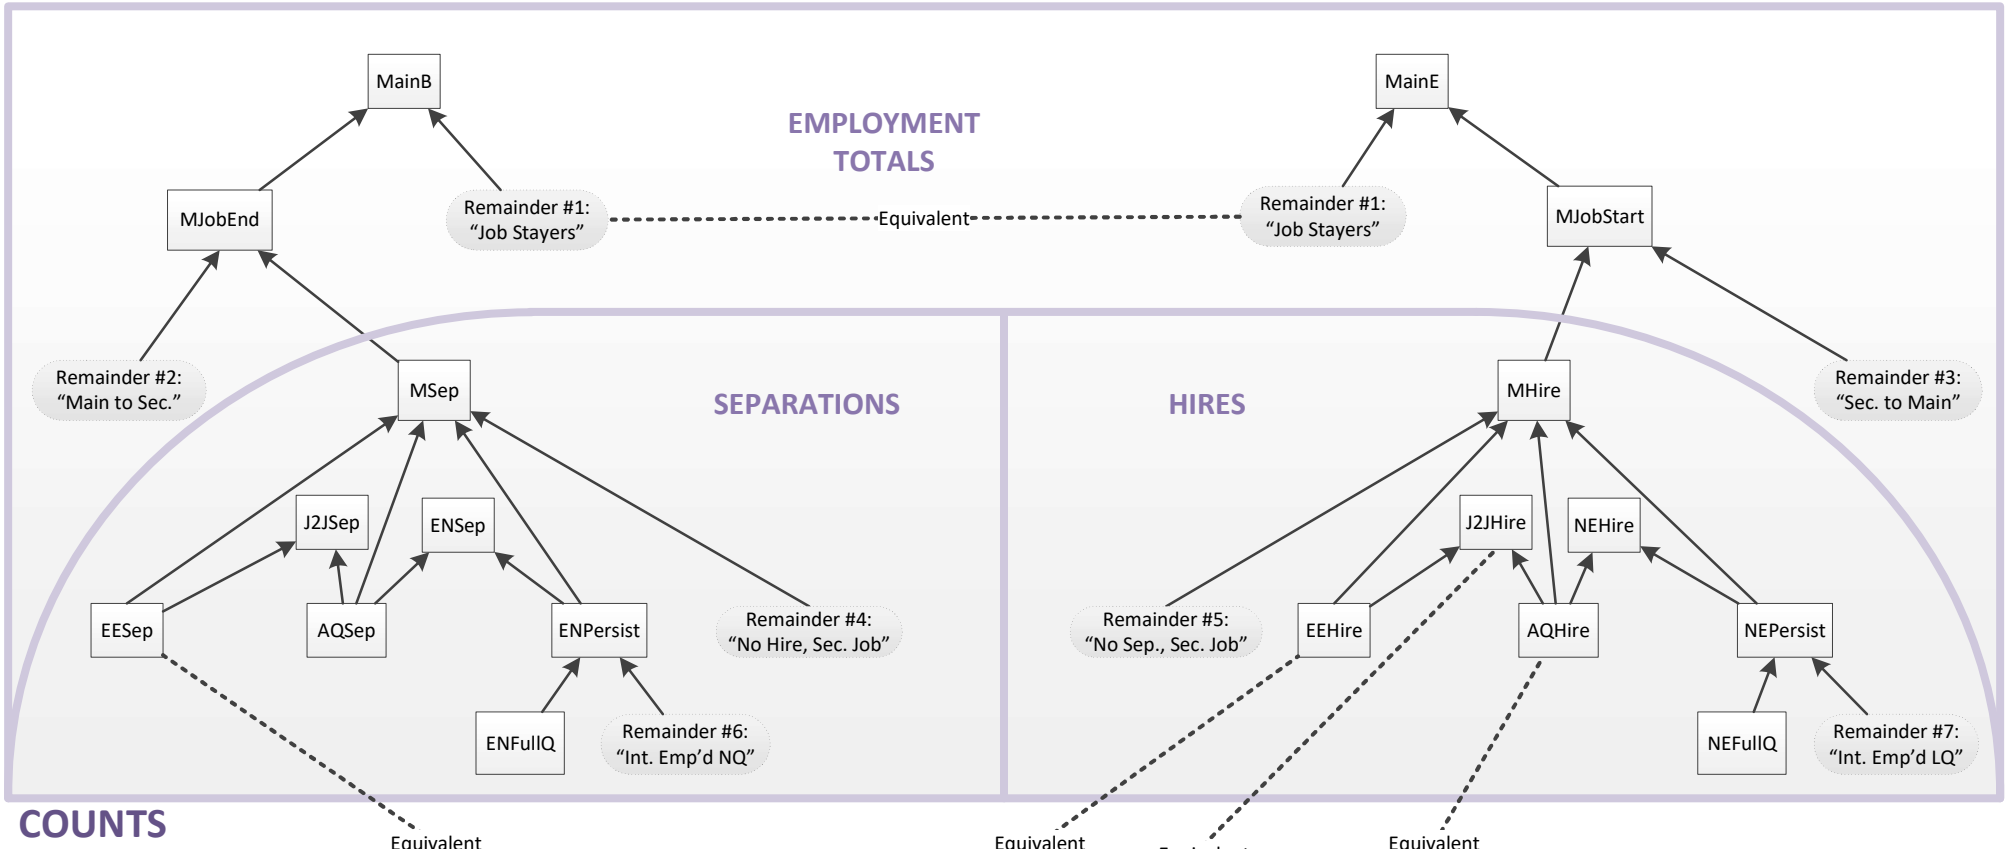 MainB
MainE
EMPLOYMENT
TOTALS
MJobEnd
Remainder #1:
“Job Stayers”
Equivalent
Remainder #1:
“Job Stayers”
MJobStart
Remainder #2:
“Main to Sec.”
MSep
SEPARATIONS
HIRES
MHire
Remainder #3:
“Sec. to Main”
J2JSep
ENSep
J2JHire
NEHire
EESep
AQSep
ENPersist
Remainder #4:
“No Hire, Sec. Job”
Remainder #5:
“No Sep., Sec. Job”
EEHire
AQHire
NEPersist
ENFullQ
Remainder #6:
“Int. Emp’d NQ”
NEFullQ
Remainder #7:
“Int. Emp’d LQ”
COUNTS
Equivalent
Equivalent
Equivalent